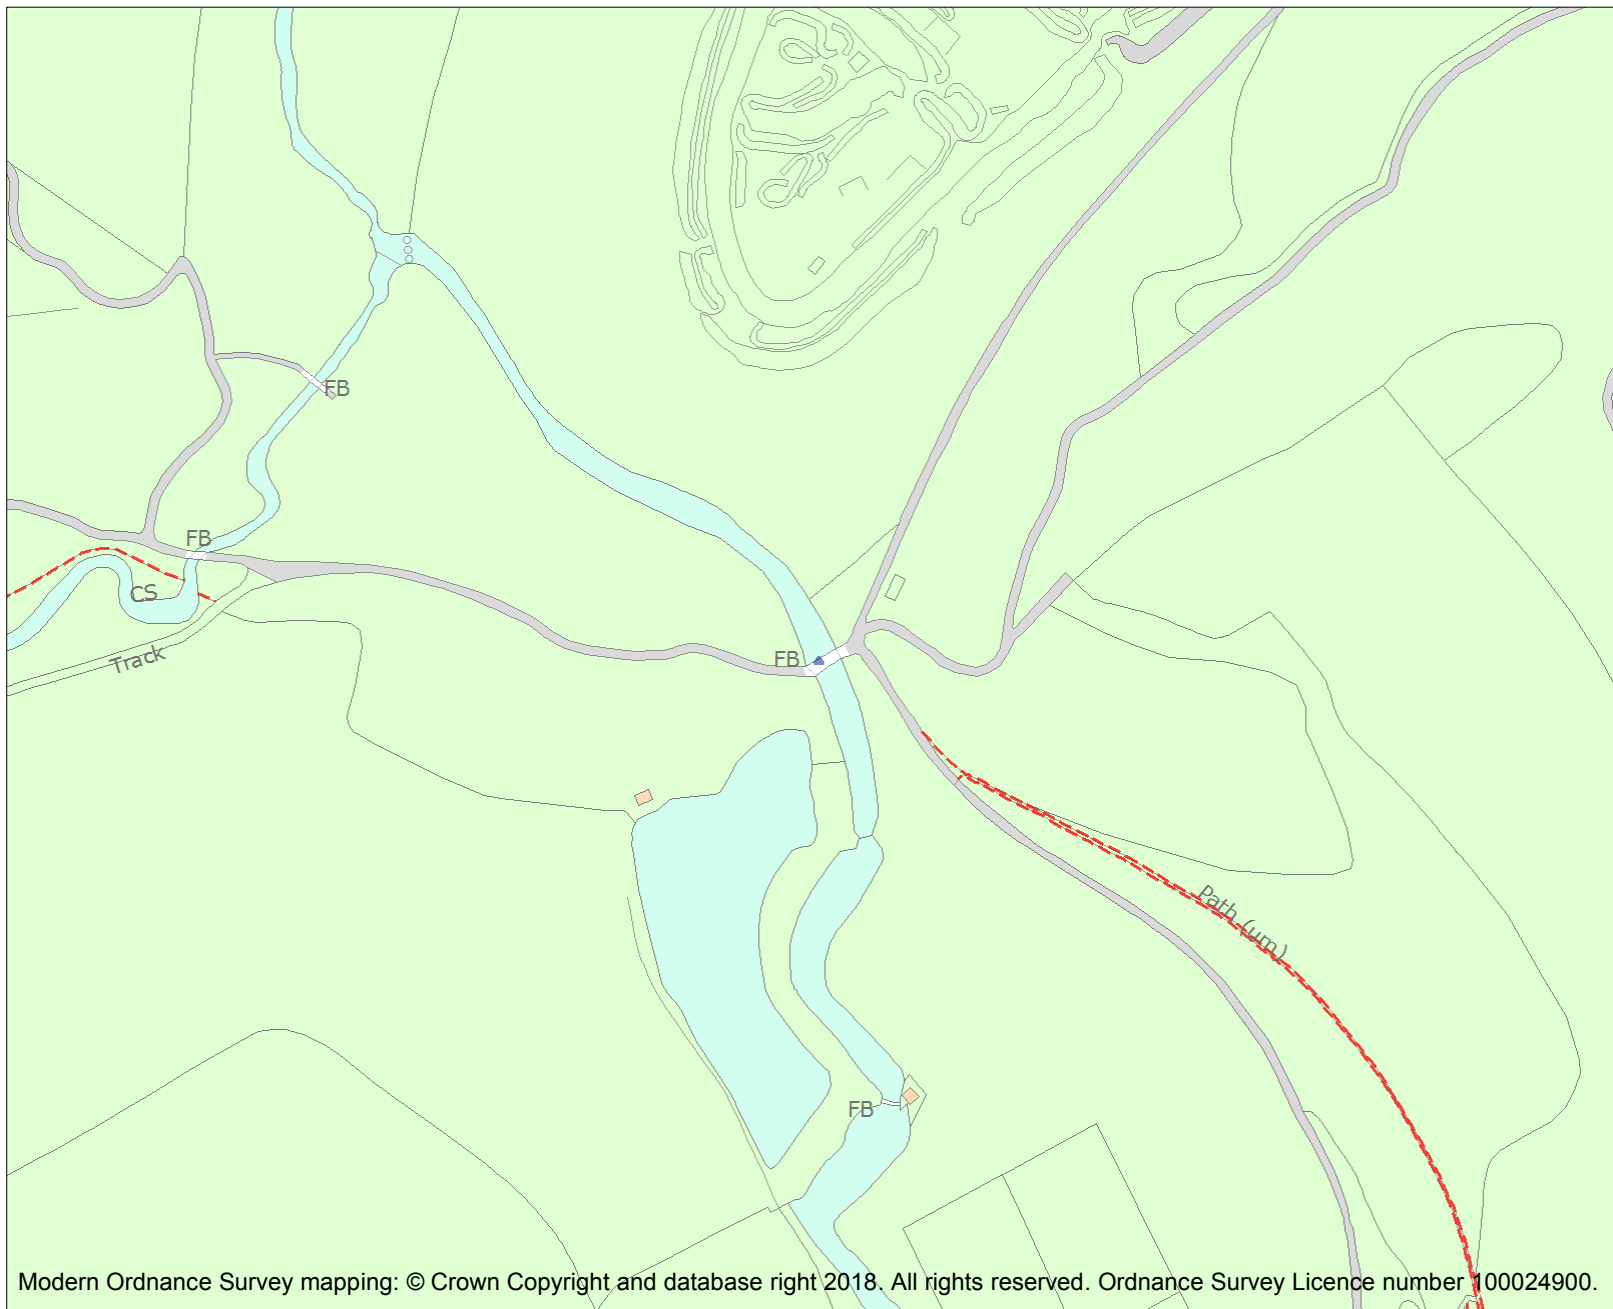 FB
FB
CS
Track
FB
Path (um)
FB
Modern Ordnance Survey mapping: © Crown Copyright and database right 2018. All rights reserved. Ordnance Survey Licence number 100024900.